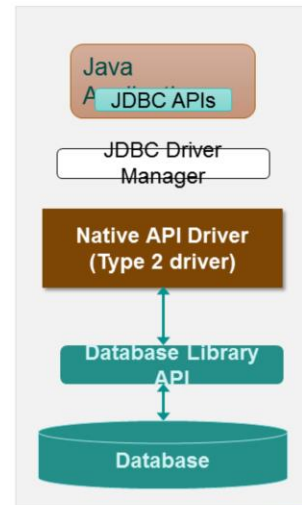 Java
JDBC APIs
JDBC Driver
Manager
Native API Driver
(Type 2 driver)
Database Library
API
Database